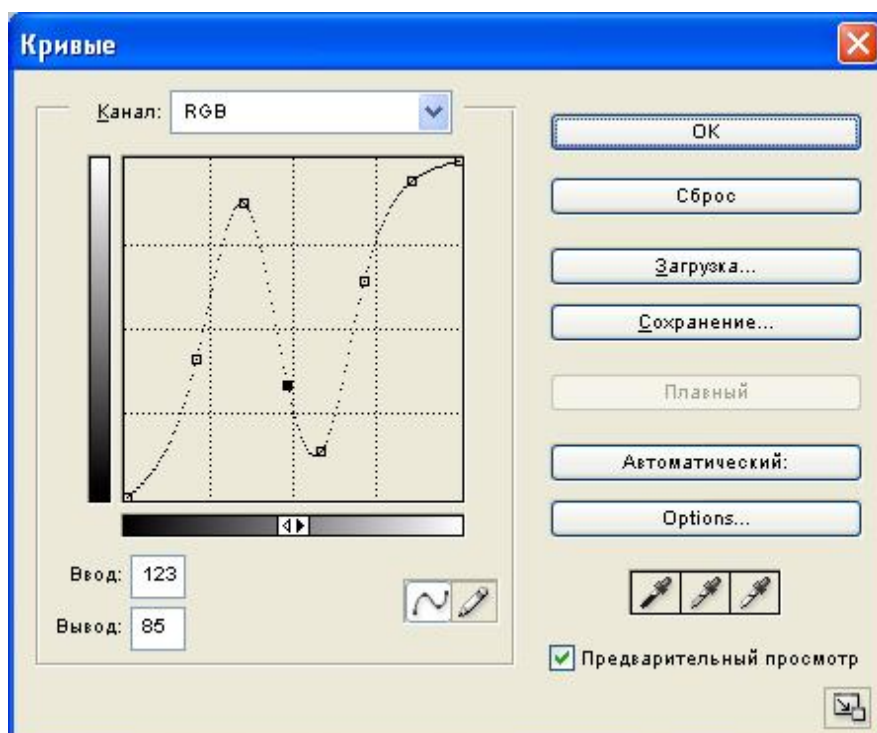 Кривые
Канал: RGB
OK
Сброс
Загрузка...
Сохранение...
Плавный
Автоматический:
Options...
Ввод: 123
Вывод: 85
Предварительный просмотр